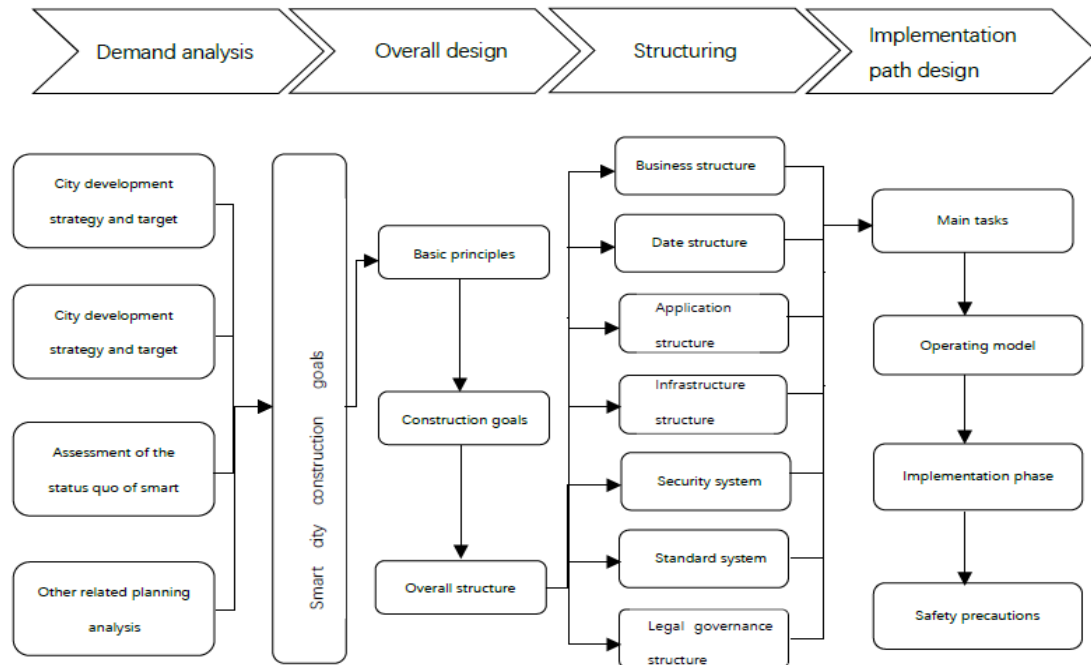 Demand analysis
Overall design
Structuring
Implementation
path design
City development
strategy and target
City development
strategy and target
Assessment of the
status quo of smart
Other related planning
analysis
Smart city construction goals
Basic principles
Construction goals
Overall structure
Business structure
Date structure
Application
structure
Infrastructure
structure
Security system
Standard system
Legal governance
structure
Main tasks
Operating model
Implementation phase
Safety precautions